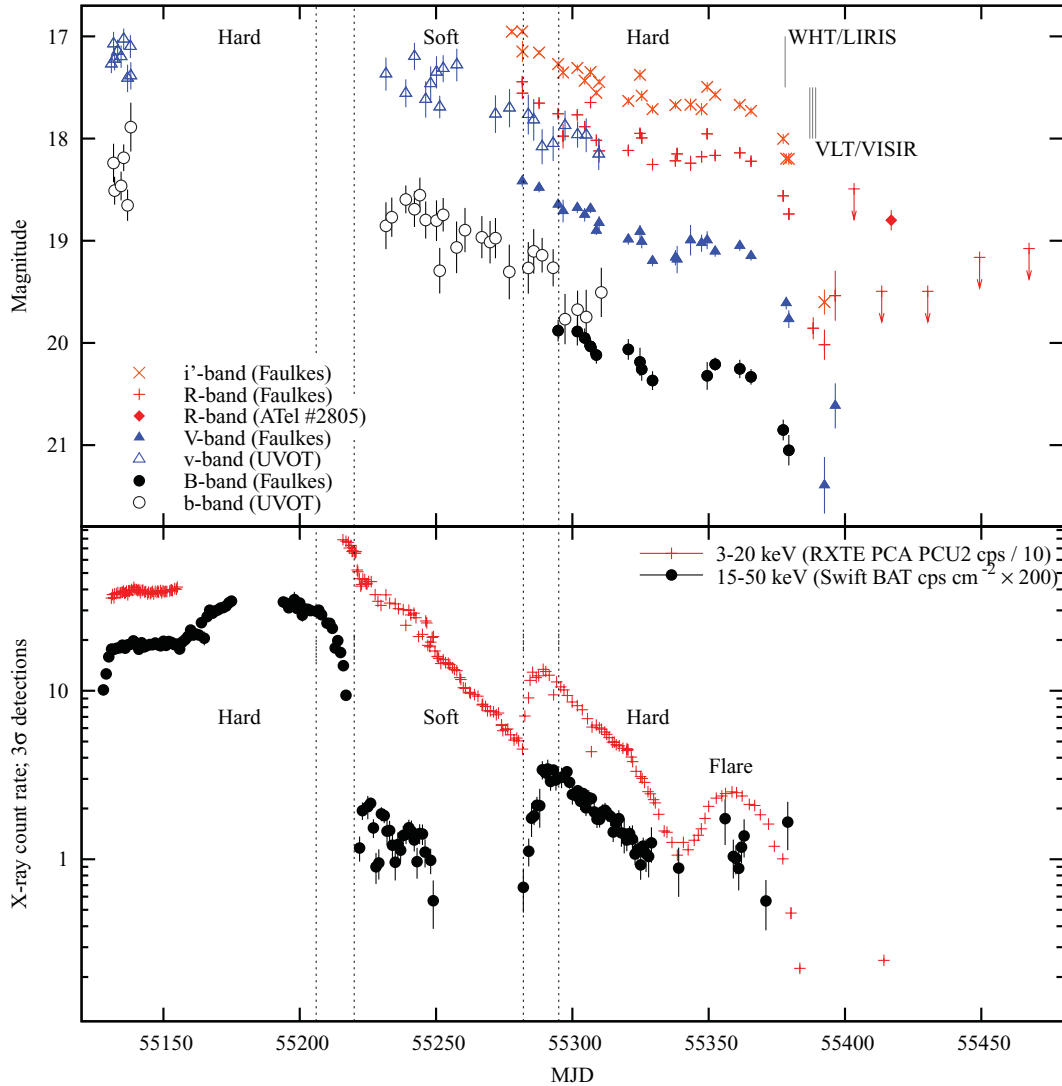 17
18
19
20
21
Magnitude
Hard
Soft
Hard
WHT/LIRIS
VLT/VISIR
i'-band (Faulkes)
R-band (Faulkes)
R-band (ATel #2805)
V-band (Faulkes)
v-band (UVOT)
B-band (Faulkes)
b-band (UVOT)
3-20 keV (RXTE PCA PCU2 cps / 10)
15-50 keV (Swift BAT cps cm⁻² × 200)
10
1
X-ray count rate; 3σ detections
Hard
Soft
Hard
Flare
55150 55200 55250 55300 55350 55400 55450
MJD